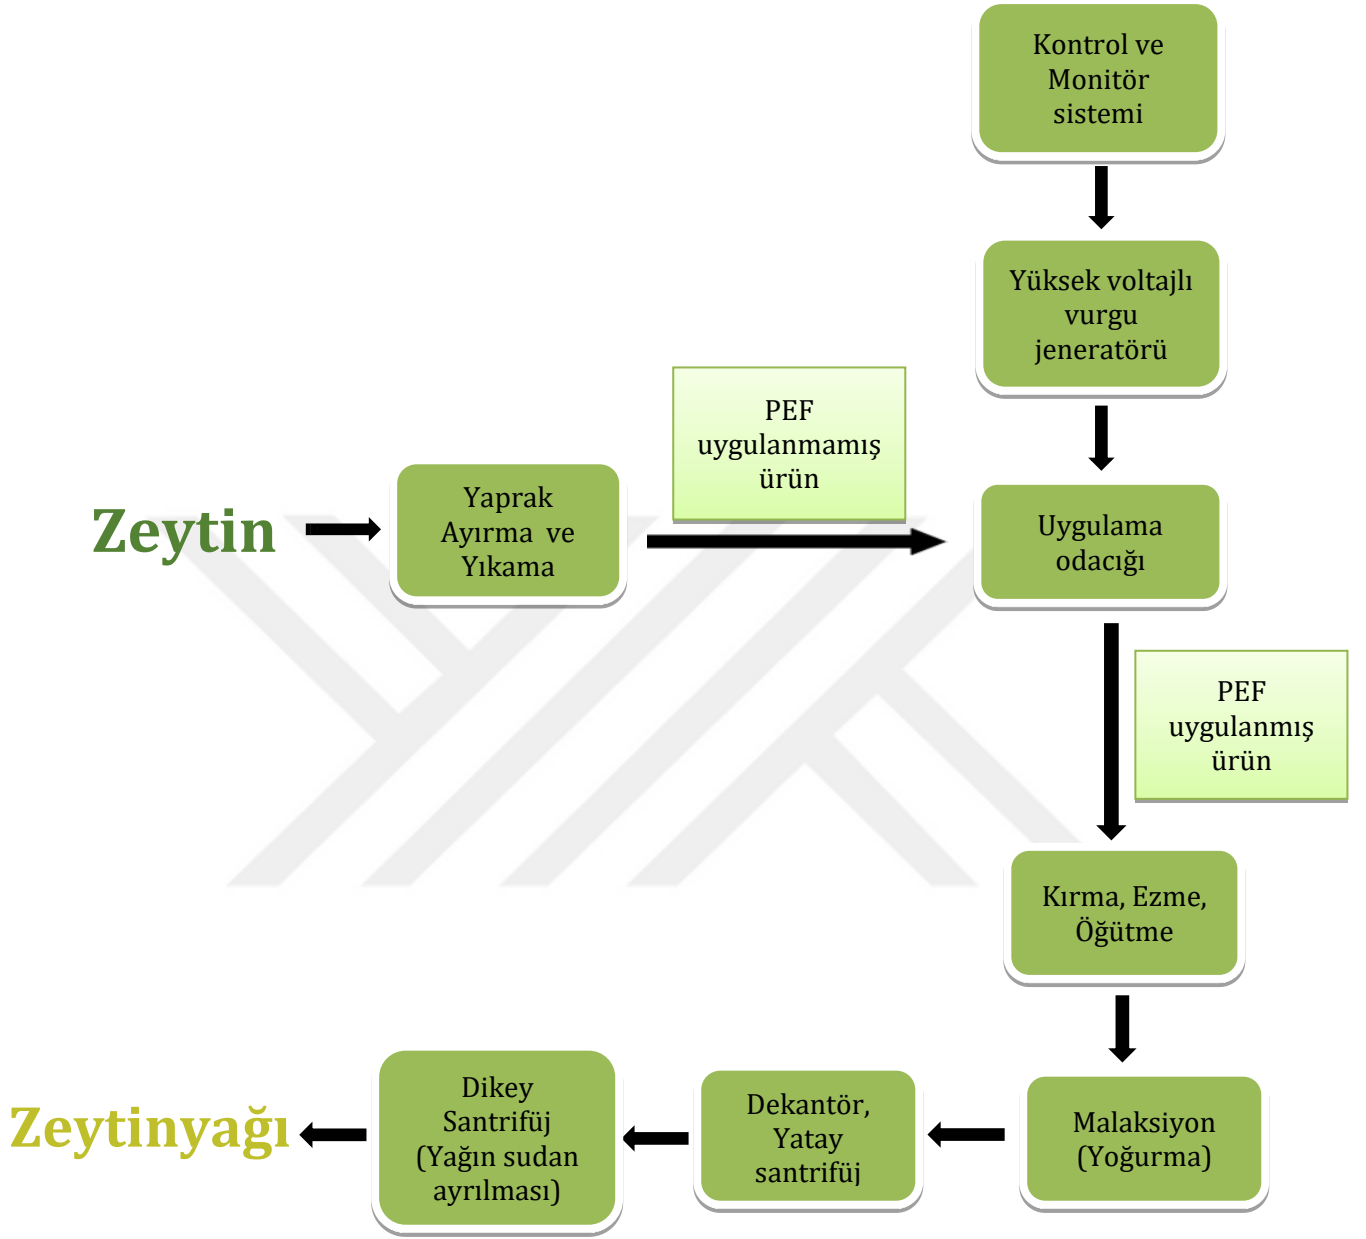 Kontrol ve
Monitör
sistemi
Yüksek voltajlı
vurgu
jeneratörü
PEF
uygulanmamış
ürün
Zeytin
Yaprak
Ayırma ve
Yıkama
Uygulama
odacığı
PEF
uygulanmış
ürün
Kırma, Ezme,
Öğütme
Malaksiyon
(Yoğurma)
Dekantör,
Yatay
santrifüj
Dikey
Santrifüj
(Yağın sudan
ayrılması)
Zeytinyağı